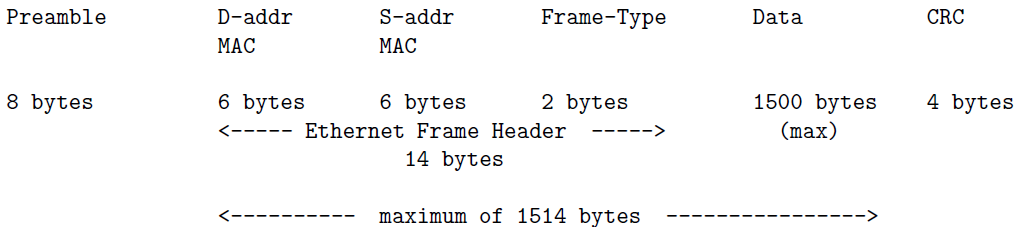 Preamble D-addr S-addr Frame-Type Data CRC
MAC MAC
8 bytes 6 bytes 6 bytes 2 bytes 1500 bytes 4 bytes
<----- Ethernet Frame Header -----> (max)
14 bytes
<---------- maximum of 1514 bytes ---------------->